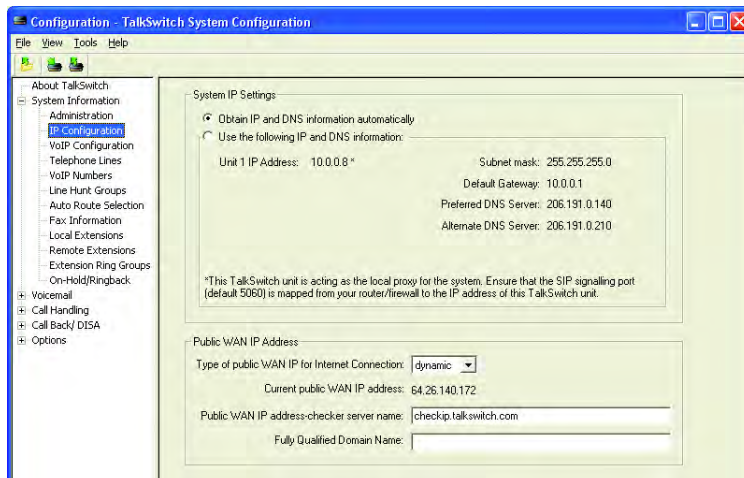 Configuration - TalkSwitch System Configuration
File View Tools Help
About TalkSwitch
System Information
Administration
IP Configuration
VoIP Configuration
Telephone Lines
VoIP Numbers
Line Hunt Groups
Auto Route Selection
Fax Information
Local Extensions
Remote Extensions
Extension Ring Groups
On-Hold/Ringback
Voicemail
Call Handling
Call Back/ DISA
Options
System IP Settings
Obtain IP and DNS information automatically
Use the following IP and DNS information:
Unit 1 IP Address: 10.0.0.8 *
Subnet mask: 255.255.255.0
Default Gateway: 10.0.0.1
Preferred DNS Server: 206.191.0.140
Alternate DNS Server: 206.191.0.210
*This TalkSwitch unit is acting as the local proxy for the system. Ensure that the SIP signalling port
(default 5060) is mapped from your router/firewall to the IP address of this TalkSwitch unit.
Public WAN IP Address
Type of public WAN IP for Internet Connection: dynamic
Current public WAN IP address: 64.26.140.172
Public WAN IP address-checker server name: checkip.talkswitch.com
Fully Qualified Domain Name: